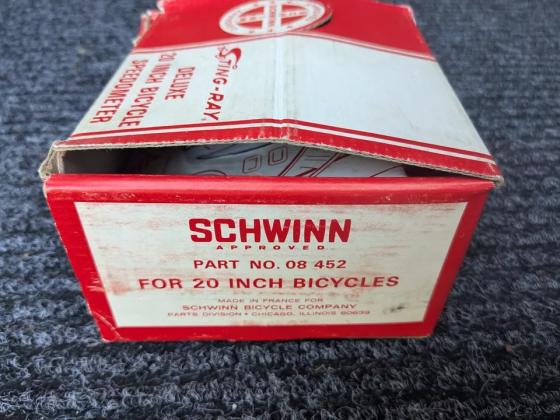 STING-RAY
DELUXE
20 INCH BICYCLE
SPEEDOMETER
SCHWINN
APPROVED
PART NO. 08 452
FOR 20 INCH BICYCLES
MADE IN FRANCE FOR
SCHWINN BICYCLE COMPANY
PARTS DIVISION • CHICAGO, ILLINOIS 60639